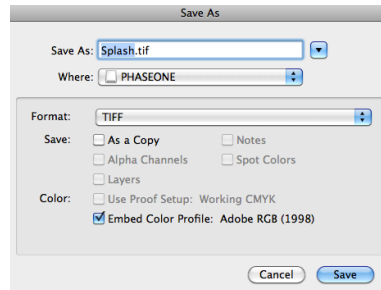 Save As
Save As: Splash.tif
Where: PHASEONE
Format: TIFF
Save: As a Copy Notes
Alpha Channels Spot Colors
Layers
Color: Use Proof Setup: Working CMYK
Embed Color Profile: Adobe RGB (1998)
Cancel Save